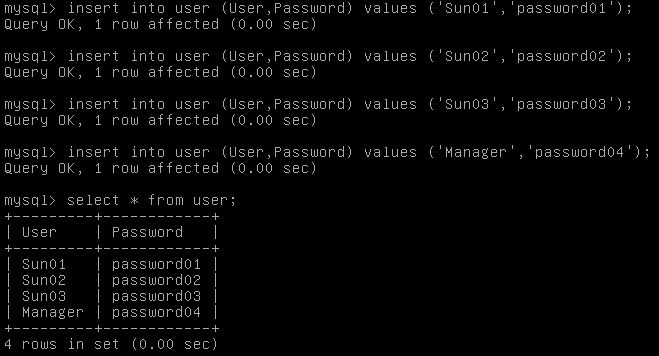 mysql> insert into user (User,Password) values ('Sun01','password01');
Query OK, 1 row affected (0.00 sec)
mysql> insert into user (User,Password) values ('Sun02','password02');
Query OK, 1 row affected (0.00 sec)
mysql> insert into user (User,Password) values ('Sun03','password03');
Query OK, 1 row affected (0.00 sec)
mysql> insert into user (User,Password) values ('Manager','password04');
Query OK, 1 row affected (0.00 sec)
mysql> select * from user;
+---------+------------+
| User    | Password   |
+---------+------------+
| Sun01   | password01 |
| Sun02   | password02 |
| Sun03   | password03 |
| Manager | password04 |
+---------+------------+
4 rows in set (0.00 sec)